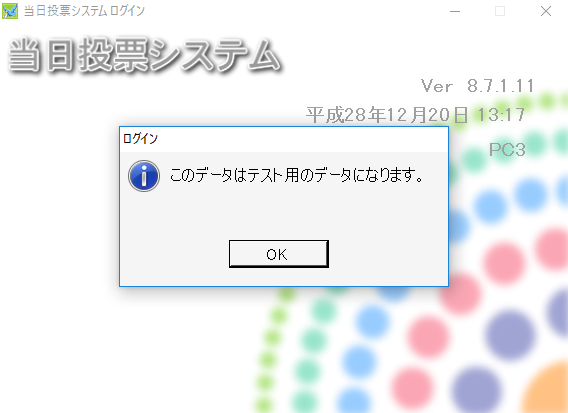 当日投票システム ログイン
当日投票システム
Ver 8.7.1.11
平成28年12月20日 13:17
PC3
ログイン
このデータはテスト用のデータになります。
OK